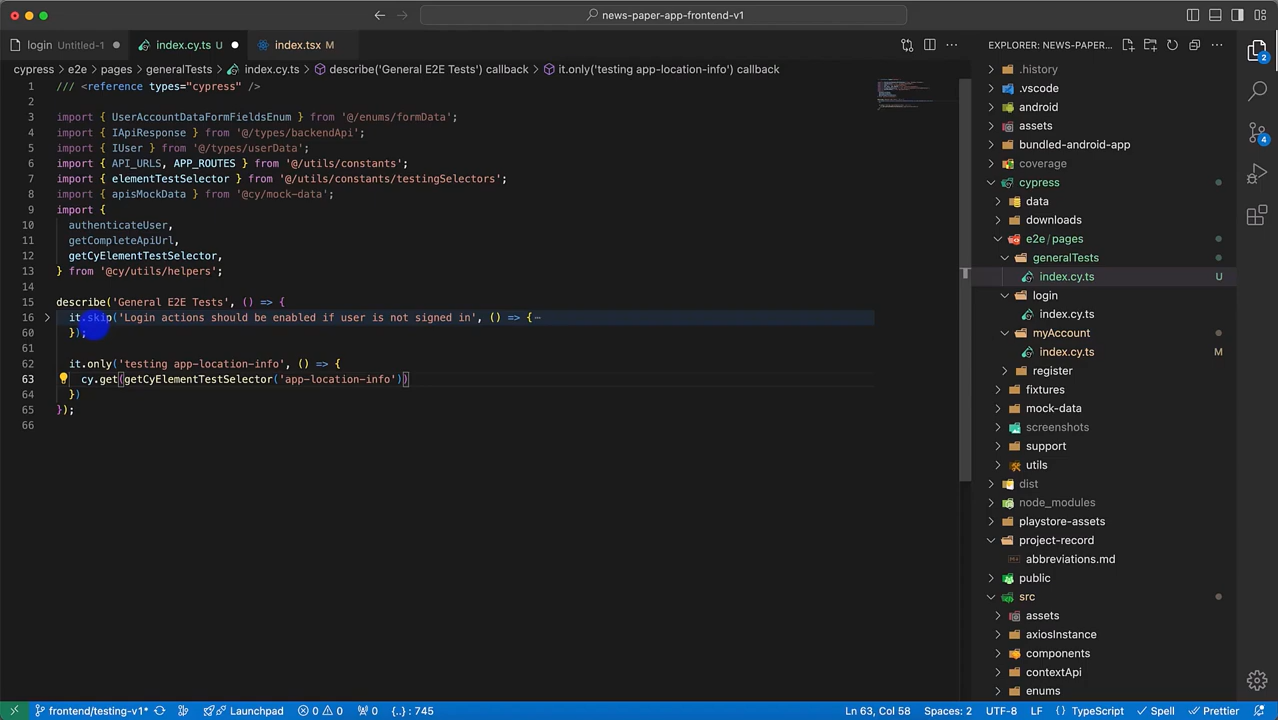 news-paper-app-frontend-v1
login Untitled-1
index.cy.ts U
index.tsx M
EXPLORER: NEWS-PAPER...
cypress > e2e > pages > generalTests > index.cy.ts > describe('General E2E Tests') callback > it.only('testing app-location-info') callback
1 /// <reference types="cypress" />
2
3 import { UserAccountDataFormFieldsEnum } from '@/enums/formData';
4 import { IApiResponse } from '@/types/backendApi';
5 import { IUser } from '@/types/userData';
6 import { API_URLS, APP_ROUTES } from '@/utils/constants';
7 import { elementTestSelector } from '@/utils/constants/testingSelectors';
8 import { apisMockData } from '@cy/mock-data';
9 import {
10 authenticateUser,
11 getCompleteApiUrl,
12 getCyElementTestSelector,
13 } from '@cy/utils/helpers';
14
15 describe('General E2E Tests', () => {
16 it.skip('Login actions should be enabled if user is not signed in', () => {⋯
60 });
61
62 it.only('testing app-location-info', () => {
63 cy.get(getCyElementTestSelector('app-location-info'))
64 })
65 });
66
.history
.vscode
android
assets
bundled-android-app
coverage
cypress
data
downloads
e2e / pages
generalTests
index.cy.ts U
login
index.cy.ts
myAccount
index.cy.ts M
register
fixtures
mock-data
screenshots
support
utils
dist
node_modules
playstore-assets
project-record
abbreviations.md
public
src
assets
axiosInstance
components
contextApi
enums
2
4
frontend/testing-v1* Launchpad 0 0 0 {..} : 745
Ln 63, Col 58 Spaces: 2 UTF-8 LF {} TypeScript Spell Prettier